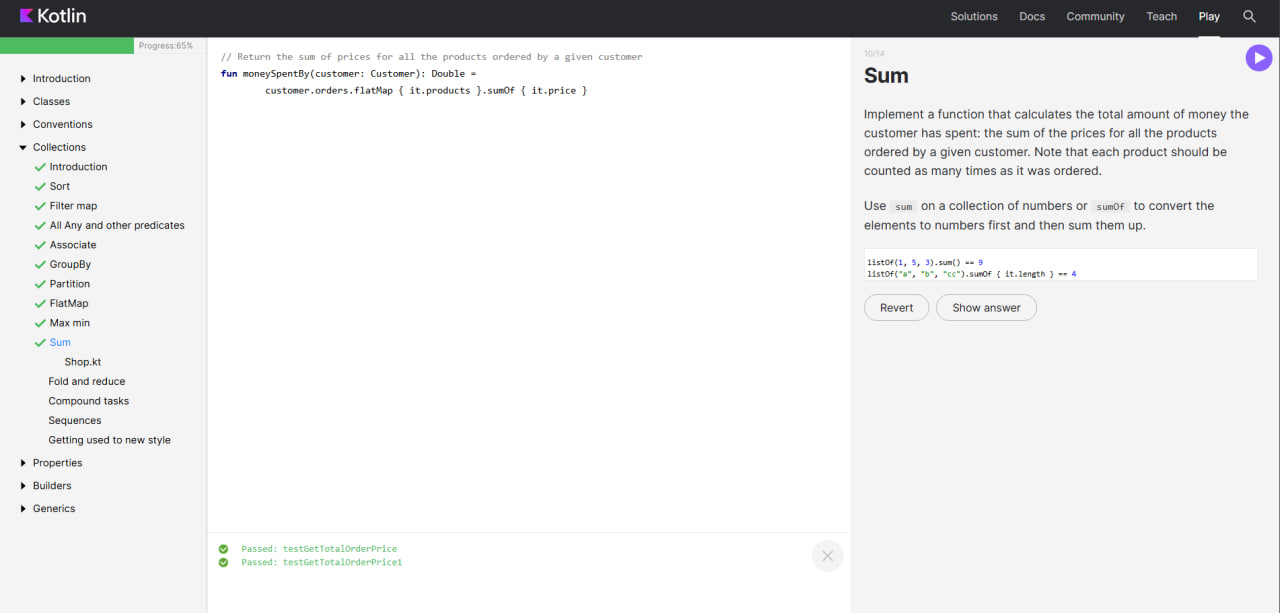 Kotlin
Solutions
Docs
Community
Teach
Play
Progress:65%
Introduction
Classes
Conventions
Collections
Introduction
Sort
Filter map
All Any and other predicates
Associate
GroupBy
Partition
FlatMap
Max min
Sum
Shop.kt
Fold and reduce
Compound tasks
Sequences
Getting used to new style
Properties
Builders
Generics
// Return the sum of prices for all the products ordered by a given customer
fun moneySpentBy(customer: Customer): Double =
customer.orders.flatMap { it.products }.sumOf { it.price }
Passed: testGetTotalOrderPrice
Passed: testGetTotalOrderPrice1
10/14
Sum
Implement a function that calculates the total amount of money the
customer has spent: the sum of the prices for all the products
ordered by a given customer. Note that each product should be
counted as many times as it was ordered.
Use sum on a collection of numbers or sumOf to convert the
elements to numbers first and then sum them up.
listOf(1, 5, 3).sum() == 9
listOf("a", "b", "cc").sumOf { it.length } == 4
Revert
Show answer